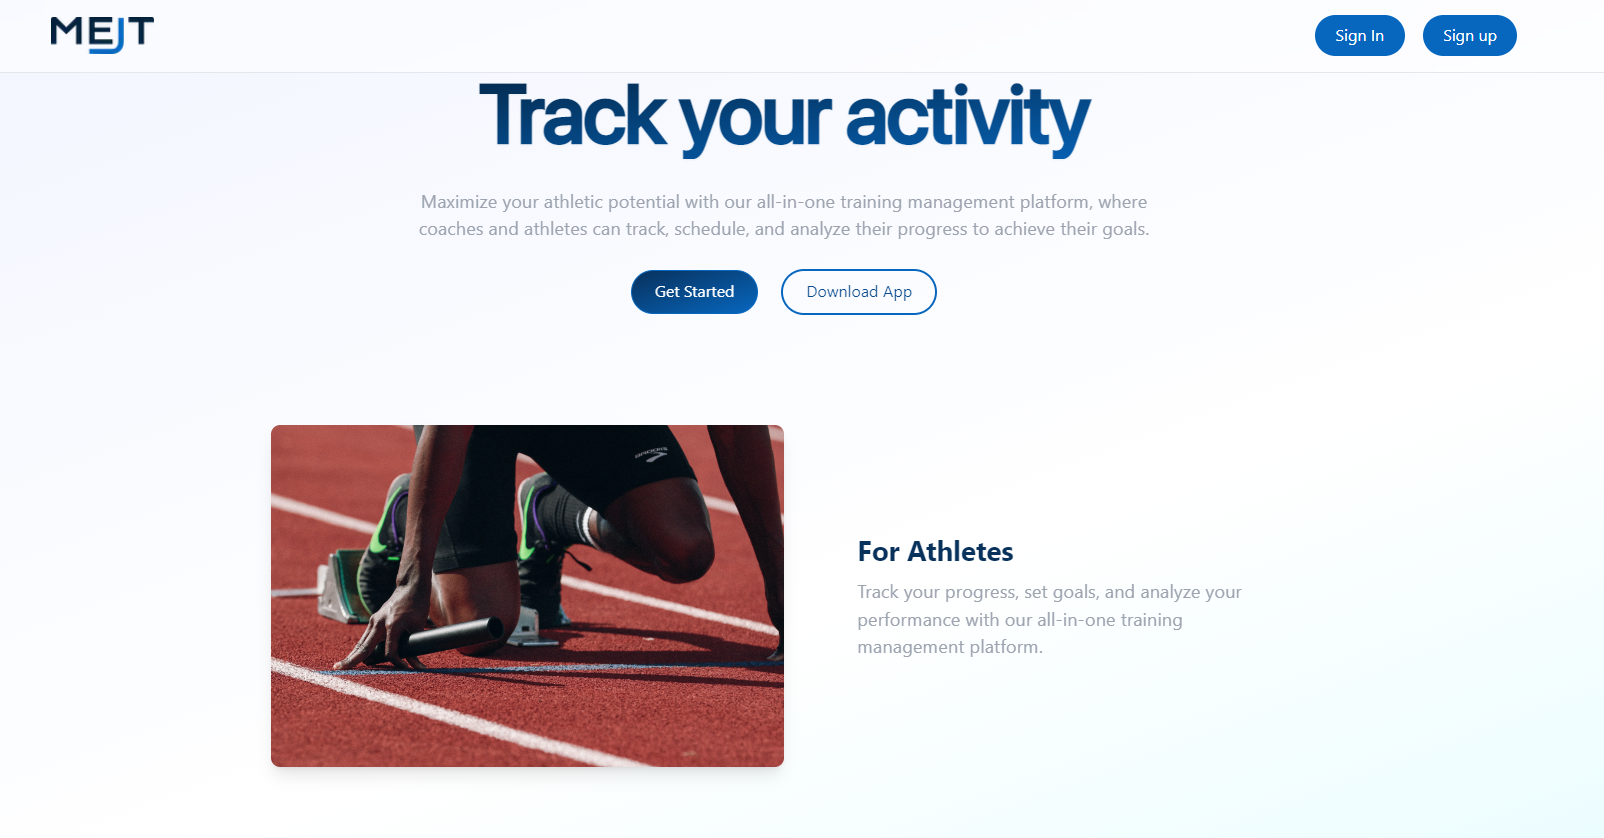 MEJT
Sign In
Sign up
Track your activity
Maximize your athletic potential with our all-in-one training management platform, where
coaches and athletes can track, schedule, and analyze their progress to achieve their goals.
Get Started
Download App
BROOKS
For Athletes
Track your progress, set goals, and analyze your
performance with our all-in-one training
management platform.